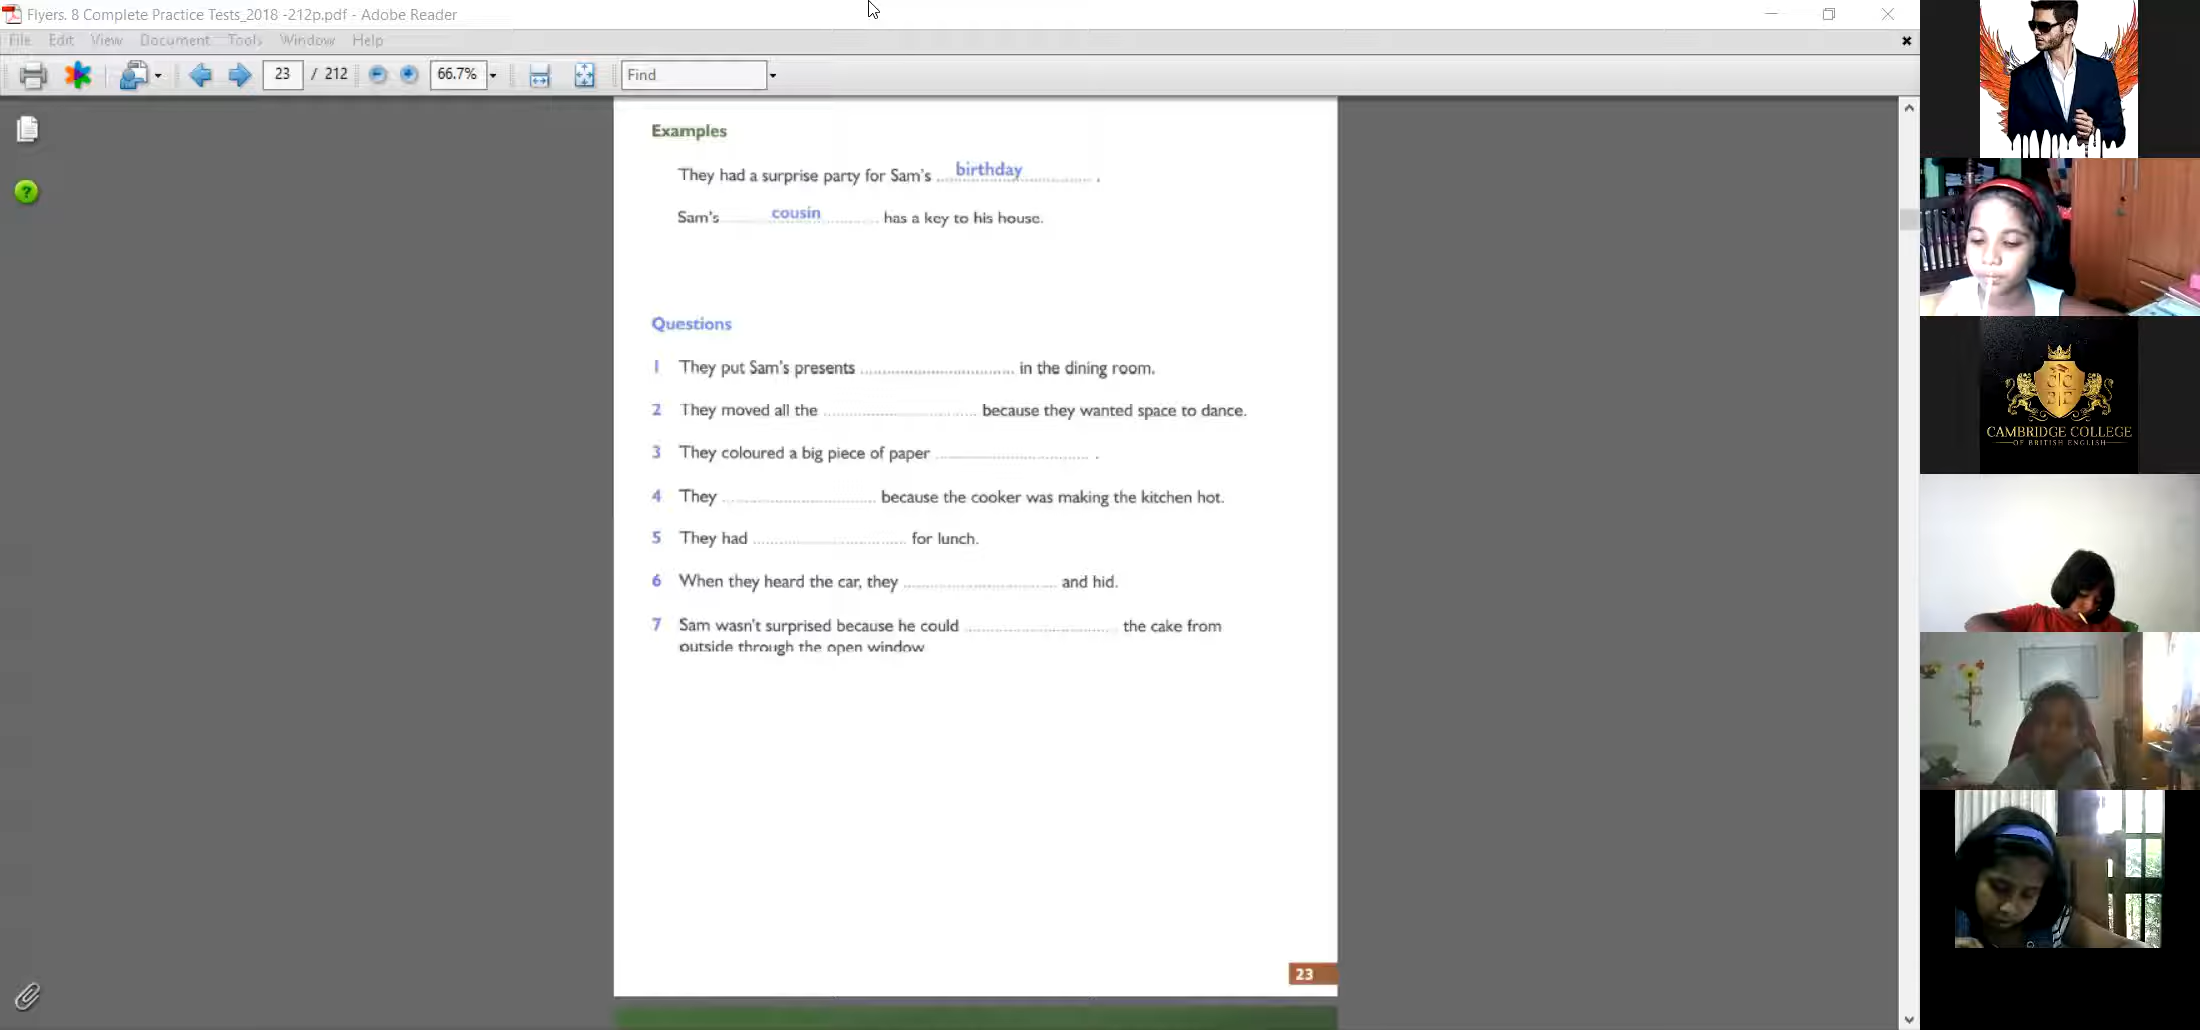 Flyers. 8 Complete Practice Tests_2018 -212p.pdf - Adobe Reader
File Edit View Document Tools Window Help
23 / 212 66.7% Find
Examples
They had a surprise party for Sam's birthday .
Sam's cousin has a key to his house.
Questions
1 They put Sam's presents ............................ in the dining room.
2 They moved all the ............................ because they wanted space to dance.
3 They coloured a big piece of paper ............................ .
4 They ............................ because the cooker was making the kitchen hot.
5 They had ............................ for lunch.
6 When they heard the car, they ............................ and hid.
7 Sam wasn't surprised because he could ............................ the cake from
outside through the open window
23
CAMBRIDGE COLLEGE
OF BRITISH ENGLISH